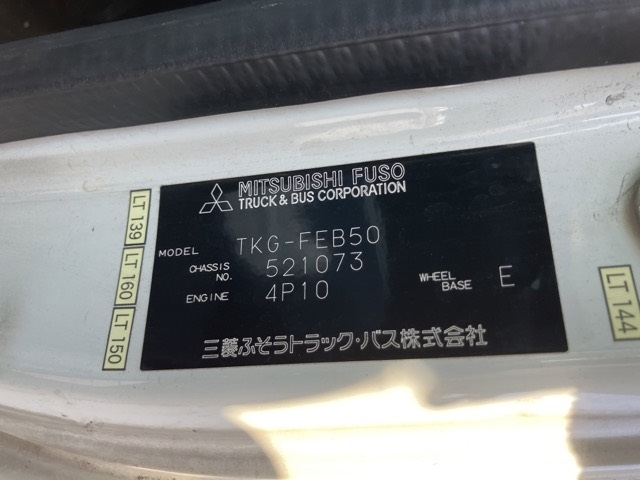 MITSUBISHI FUSO
TRUCK & BUS CORPORATION
MODEL TKG-FEB50
CHASSIS NO. 521073
ENGINE 4P10
WHEEL BASE E
三菱ふそうトラック・バス株式会社
LT 139
LT 160
LT 150
LT 144